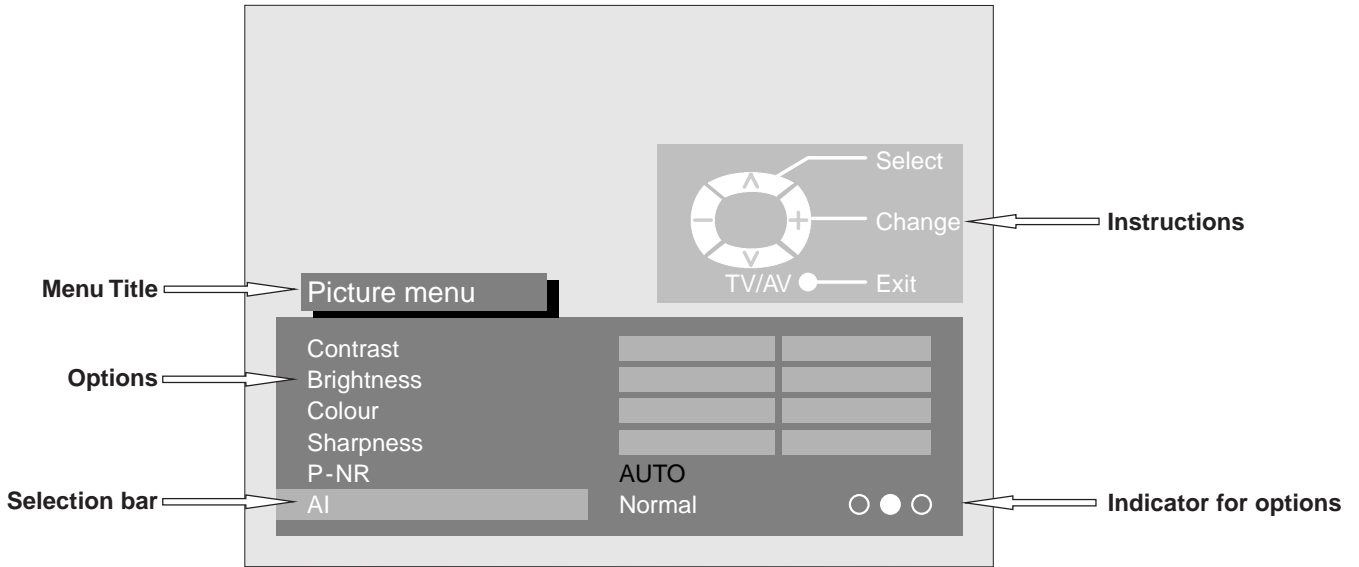 Select
Change
TV/AV Exit
Instructions
Menu Title
Picture menu
Contrast
Options
Brightness
Colour
Sharpness
P-NR AUTO
Selection bar
AI Normal
Indicator for options